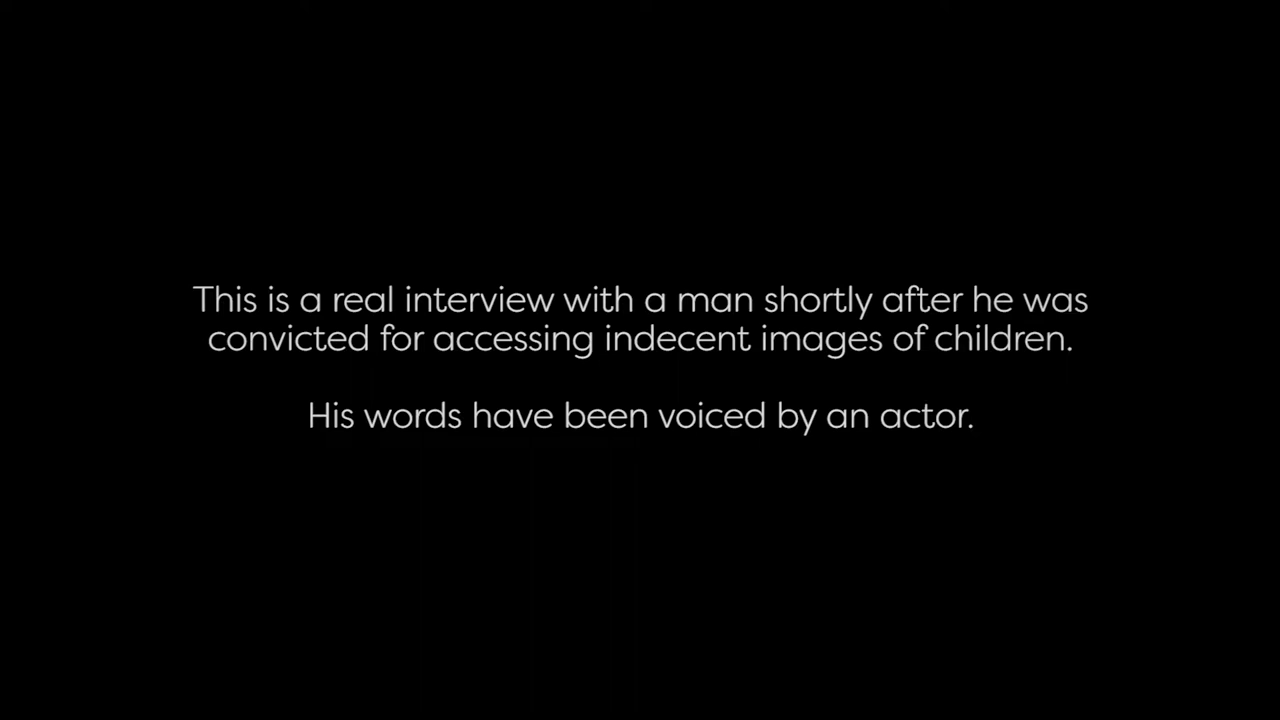 This is a real interview with a man shortly after he was
convicted for accessing indecent images of children.
His words have been voiced by an actor.